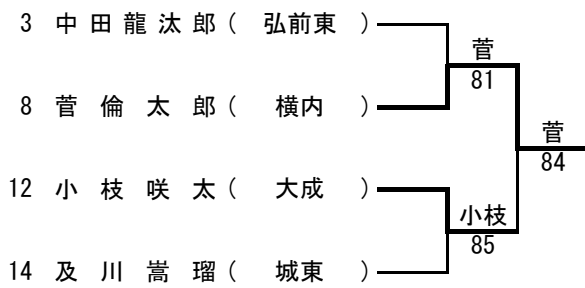 3 中田龍汰郎( 弘前東 )
菅
81
8 菅倫太郎( 横内 )
菅
84
12 小枝咲太( 大成 )
小枝
85
14 及川嵩瑠( 城東 )